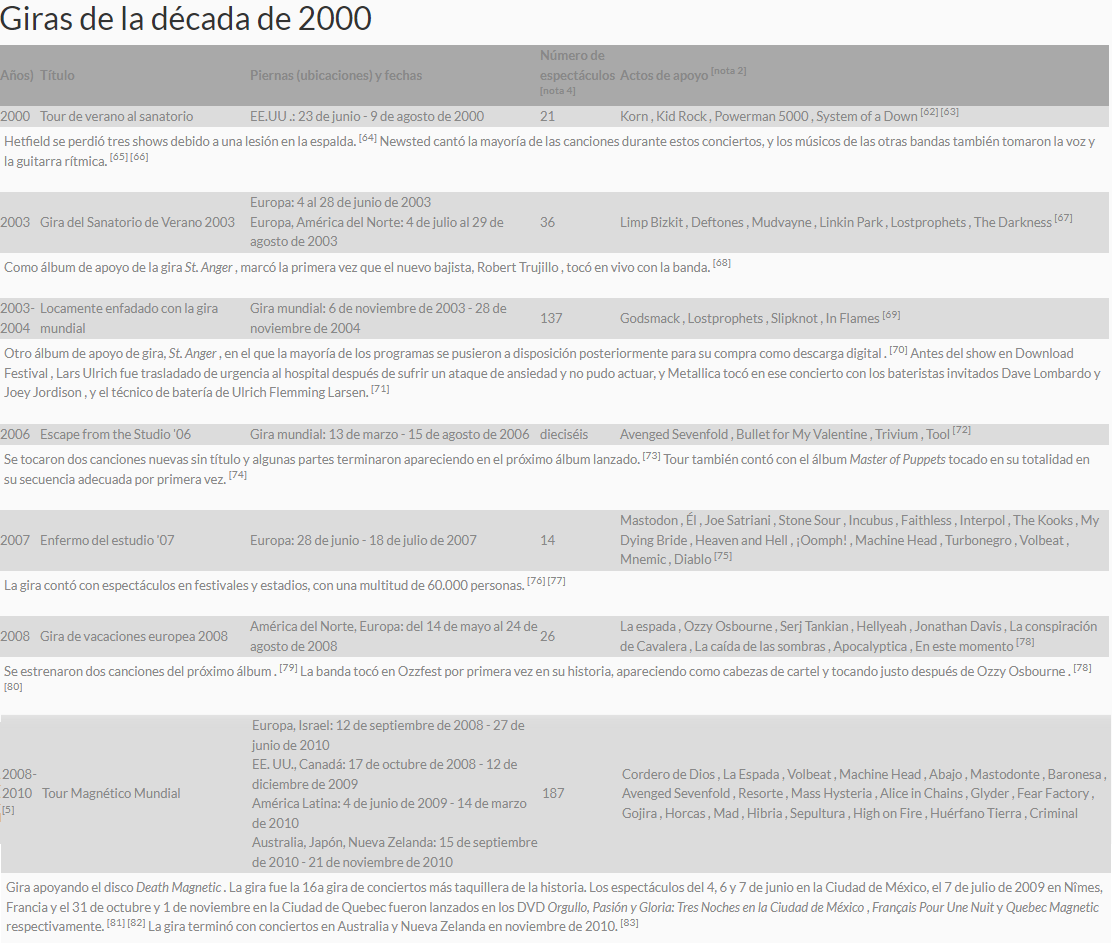 Giras de la década de 2000
Años) Título Piernas (ubicaciones) y fechas Número de espectáculos [nota 4] Actos de apoyo [nota 2]
2000 Tour de verano al sanatorio EE.UU .: 23 de junio - 9 de agosto de 2000 21 Korn , Kid Rock , Powerman 5000 , System of a Down [62] [63]
Hetfield se perdió tres shows debido a una lesión en la espalda. [64] Newsted cantó la mayoría de las canciones durante estos conciertos, y los músicos de las otras bandas también tomaron la voz y
la guitarra rítmica. [65] [66]
2003 Gira del Sanatorio de Verano 2003 Europa: 4 al 28 de junio de 2003
Europa, América del Norte: 4 de julio al 29 de
agosto de 2003 36 Limp Bizkit , Deftones , Mudvayne , Linkin Park , Lostprophets , The Darkness [67]
Como álbum de apoyo de la gira St. Anger , marcó la primera vez que el nuevo bajista, Robert Trujillo , tocó en vivo con la banda. [68]
2003-
2004 Locamente enfadado con la gira
mundial Gira mundial: 6 de noviembre de 2003 - 28 de
noviembre de 2004 137 Godsmack , Lostprophets , Slipknot , In Flames [69]
Otro álbum de apoyo de gira, St. Anger , en el que la mayoría de los programas se pusieron a disposición posteriormente para su compra como descarga digital . [70] Antes del show en Download
Festival , Lars Ulrich fue trasladado de urgencia al hospital después de sufrir un ataque de ansiedad y no pudo actuar, y Metallica tocó en ese concierto con los bateristas invitados Dave Lombardo y
Joey Jordison , y el técnico de batería de Ulrich Flemming Larsen. [71]
2006 Escape from the Studio '06 Gira mundial: 13 de marzo - 15 de agosto de 2006 dieciséis Avenged Sevenfold , Bullet for My Valentine , Trivium , Tool [72]
Se tocaron dos canciones nuevas sin título y algunas partes terminaron apareciendo en el próximo álbum lanzado. [73] Tour también contó con el álbum Master of Puppets tocado en su totalidad en
su secuencia adecuada por primera vez. [74]
2007 Enfermo del estudio '07 Europa: 28 de junio - 18 de julio de 2007 14 Mastodon , Él , Joe Satriani , Stone Sour , Incubus , Faithless , Interpol , The Kooks , My
Dying Bride , Heaven and Hell , ¡Oomph! , Machine Head , Turbonegro , Volbeat ,
Mnemic , Diablo [75]
La gira contó con espectáculos en festivales y estadios, con una multitud de 60.000 personas. [76] [77]
2008 Gira de vacaciones europea 2008 América del Norte, Europa: del 14 de mayo al 24 de
agosto de 2008 26 La espada , Ozzy Osbourne , Serj Tankian , Hellyeah , Jonathan Davis , La conspiración
de Cavalera , La caída de las sombras , Apocalyptica , En este momento [78]
Se estrenaron dos canciones del próximo álbum . [79] La banda tocó en Ozzfest por primera vez en su historia, apareciendo como cabezas de cartel y tocando justo después de Ozzy Osbourne . [78]
[80]
2008-
2010
[5] Tour Magnético Mundial Europa, Israel: 12 de septiembre de 2008 - 27 de
junio de 2010
EE. UU., Canadá: 17 de octubre de 2008 - 12 de
diciembre de 2009
América Latina: 4 de junio de 2009 - 14 de marzo
de 2010
Australia, Japón, Nueva Zelanda: 15 de septiembre
de 2010 - 21 de noviembre de 2010 187 Cordero de Dios , La Espada , Volbeat , Machine Head , Abajo , Mastodonte , Baronesa ,
Avenged Sevenfold , Resorte , Mass Hysteria , Alice in Chains , Glyder , Fear Factory ,
Gojira , Horcas , Mad , Hibria , Sepultura , High on Fire , Huérfano Tierra , Criminal
Gira apoyando el disco Death Magnetic . La gira fue la 16a gira de conciertos más taquillera de la historia. Los espectáculos del 4, 6 y 7 de junio en la Ciudad de México, el 7 de julio de 2009 en Nîmes,
Francia y el 31 de octubre y 1 de noviembre en la Ciudad de Quebec fueron lanzados en los DVD Orgullo, Pasión y Gloria: Tres Noches en la Ciudad de México , Français Pour Une Nuit y Quebec Magnetic
respectivamente. [81] [82] La gira terminó con conciertos en Australia y Nueva Zelanda en noviembre de 2010. [83]